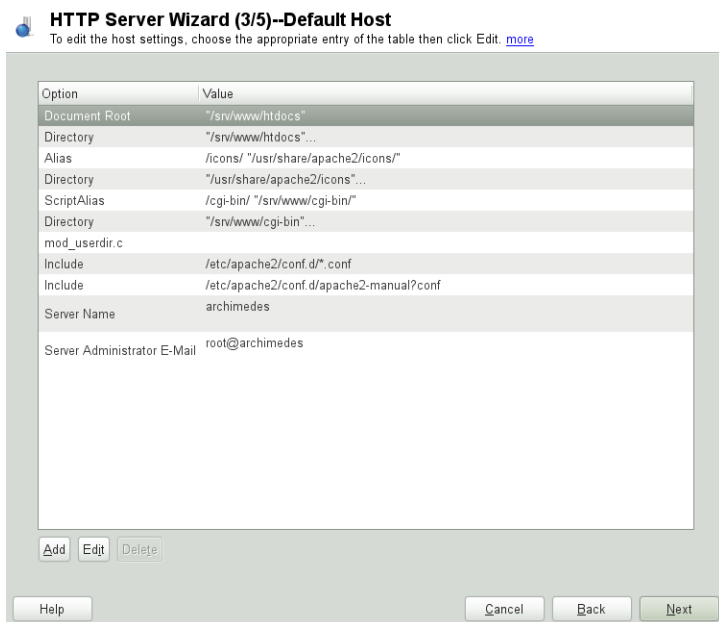 HTTP Server Wizard (3/5)--Default Host
To edit the host settings, choose the appropriate entry of the table then click Edit. more
Option Value
Document Root "/srv/www/htdocs"
Directory "/srv/www/htdocs"...
Alias /icons/ "/usr/share/apache2/icons/"
Directory "/usr/share/apache2/icons"...
ScriptAlias /cgi-bin/ "/srv/www/cgi-bin/"
Directory "/srv/www/cgi-bin"...
mod_userdir.c
Include /etc/apache2/conf.d/*.conf
Include /etc/apache2/conf.d/apache2-manual?conf
Server Name archimedes
Server Administrator E-Mail root@archimedes
Add Edit Delete
Help Cancel Back Next